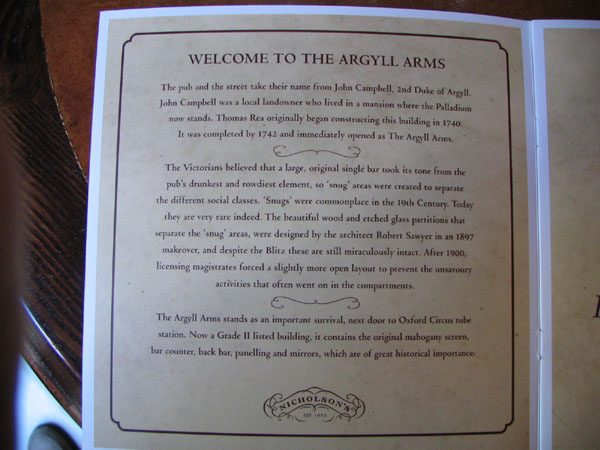 WELCOME TO THE ARGYLL ARMS
The pub and the street take their name from John Campbell, 2nd Duke of Argyll.
John Campbell was a local landowner who lived in a mansion where the Palladium
now stands. Thomas Rea originally began constructing this building in 1740.
It was completed by 1742 and immediately opened as The Argyll Arms.
The Victorians believed that a large, original single bar took its tone from the
pub's drunkest and rowdiest element, so 'snug' areas were created to separate
the different social classes. 'Snugs' were commonplace in the 19th Century. Today
they are very rare indeed. The beautiful wood and etched glass partitions that
separate the 'snug' areas, were designed by the architect Robert Sawyer in an 1897
makeover, and despite the Blitz these are still miraculously intact. After 1900,
licensing magistrates forced a slightly more open layout to prevent the unsavoury
activities that often went on in the compartments.
The Argyll Arms stands as an important survival, next door to Oxford Circus tube
station. Now a Grade II listed building, it contains the original mahogany screen,
bar counter, back bar, panelling and mirrors, which are of great historical importance.
NICHOLSON'S
EST 1873